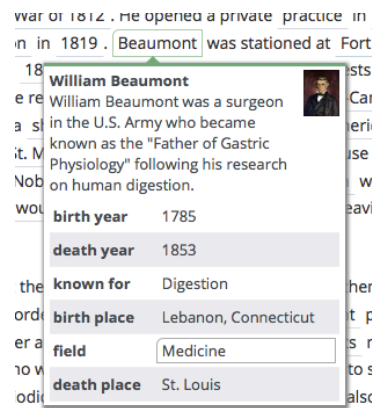 War of 1812 . He opened a private practice in
on in 1819 . Beaumont was stationed at Fort
18
William Beaumont
William Beaumont was a surgeon
in the U.S. Army who became
known as the "Father of Gastric
Physiology" following his research
on human digestion.
birth year 1785
death year 1853
known for Digestion
birth place Lebanon, Connecticut
field Medicine
death place St. Louis